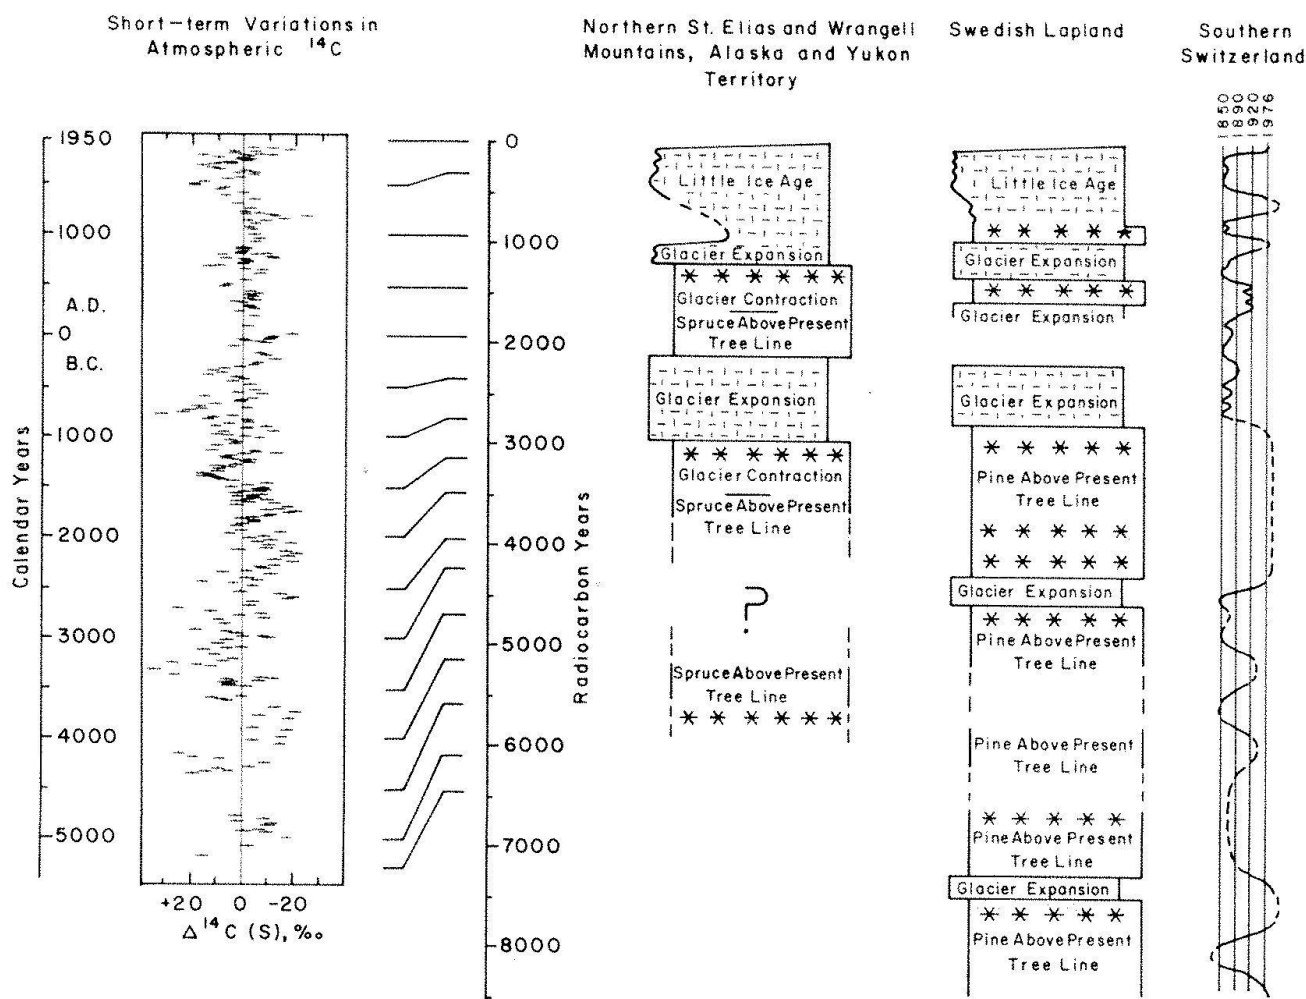 Short-term Variations in
Atmospheric ¹⁴C
Northern St. Elias and Wrangell
Mountains, Alaska and Yukon
Territory
Swedish Lapland
Southern
Switzerland
1850
1890
1920
1976
Calendar Years
1950
1000
A.D.
0
B.C.
1000
2000
3000
4000
5000
+20 0 -20
Δ¹⁴C (S), ‰
Radiocarbon Years
0
1000
2000
3000
4000
5000
6000
7000
8000
Little Ice Age
Glacier Expansion
Glacier Contraction
Spruce Above Present
Tree Line
Glacier Expansion
Glacier Contraction
Spruce Above Present
Tree Line
?
Spruce Above Present
Tree Line
Little Ice Age
Glacier Expansion
Glacier Expansion
Glacier Expansion
Pine Above Present
Tree Line
Glacier Expansion
Pine Above Present
Tree Line
Pine Above Present
Tree Line
Pine Above Present
Tree Line
Glacier Expansion
Pine Above Present
Tree Line